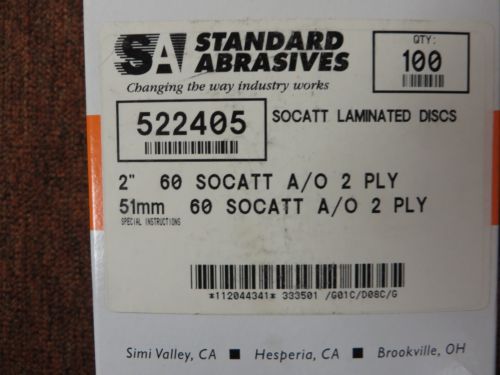 SA STANDARD
ABRASIVES
Changing the way industry works
QTY:
100
522405
SOCATT LAMINATED DISCS
2" 60 SOCATT A/O 2 PLY
51mm 60 SOCATT A/O 2 PLY
SPECIAL INSTRUCTIONS
*112044341* 333501 /G01C/D08C/G
Simi Valley, CA ■ Hesperia, CA ■ Brookville, OH